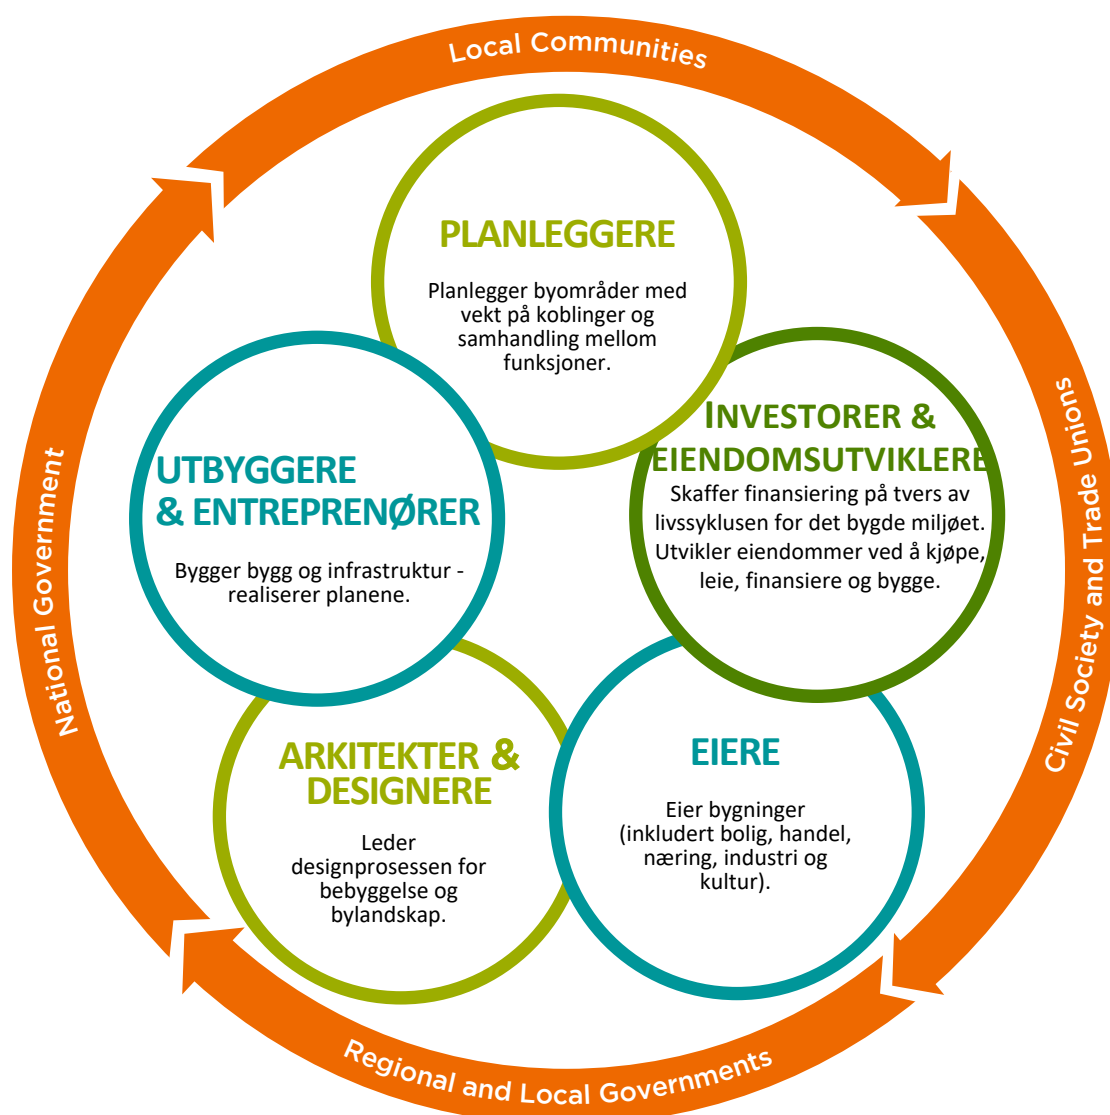 Local Communities
PLANLEGGERE
Planlegger byområder med
vekt på koblinger og
samhandling mellom
funksjoner.
INVESTORER &
EIENDOMSUTVIKLERE
Skaffer finansiering på tvers av
livssyklusen for det bygde miljøet.
Utvikler eiendommer ved å kjøpe,
leie, finansiere og bygge.
UTBYGGERE
& ENTREPRENØRER
Bygger bygg og infrastruktur -
realiserer planene.
ARKITEKTER &
DESIGNERE
Leder
designprosessen for
bebyggelse og
bylandskap.
EIERE
Eier bygninger
(inkludert bolig, handel,
næring, industri og
kultur).
Civil Society and Trade Unions
Regional and Local Governments
National Government